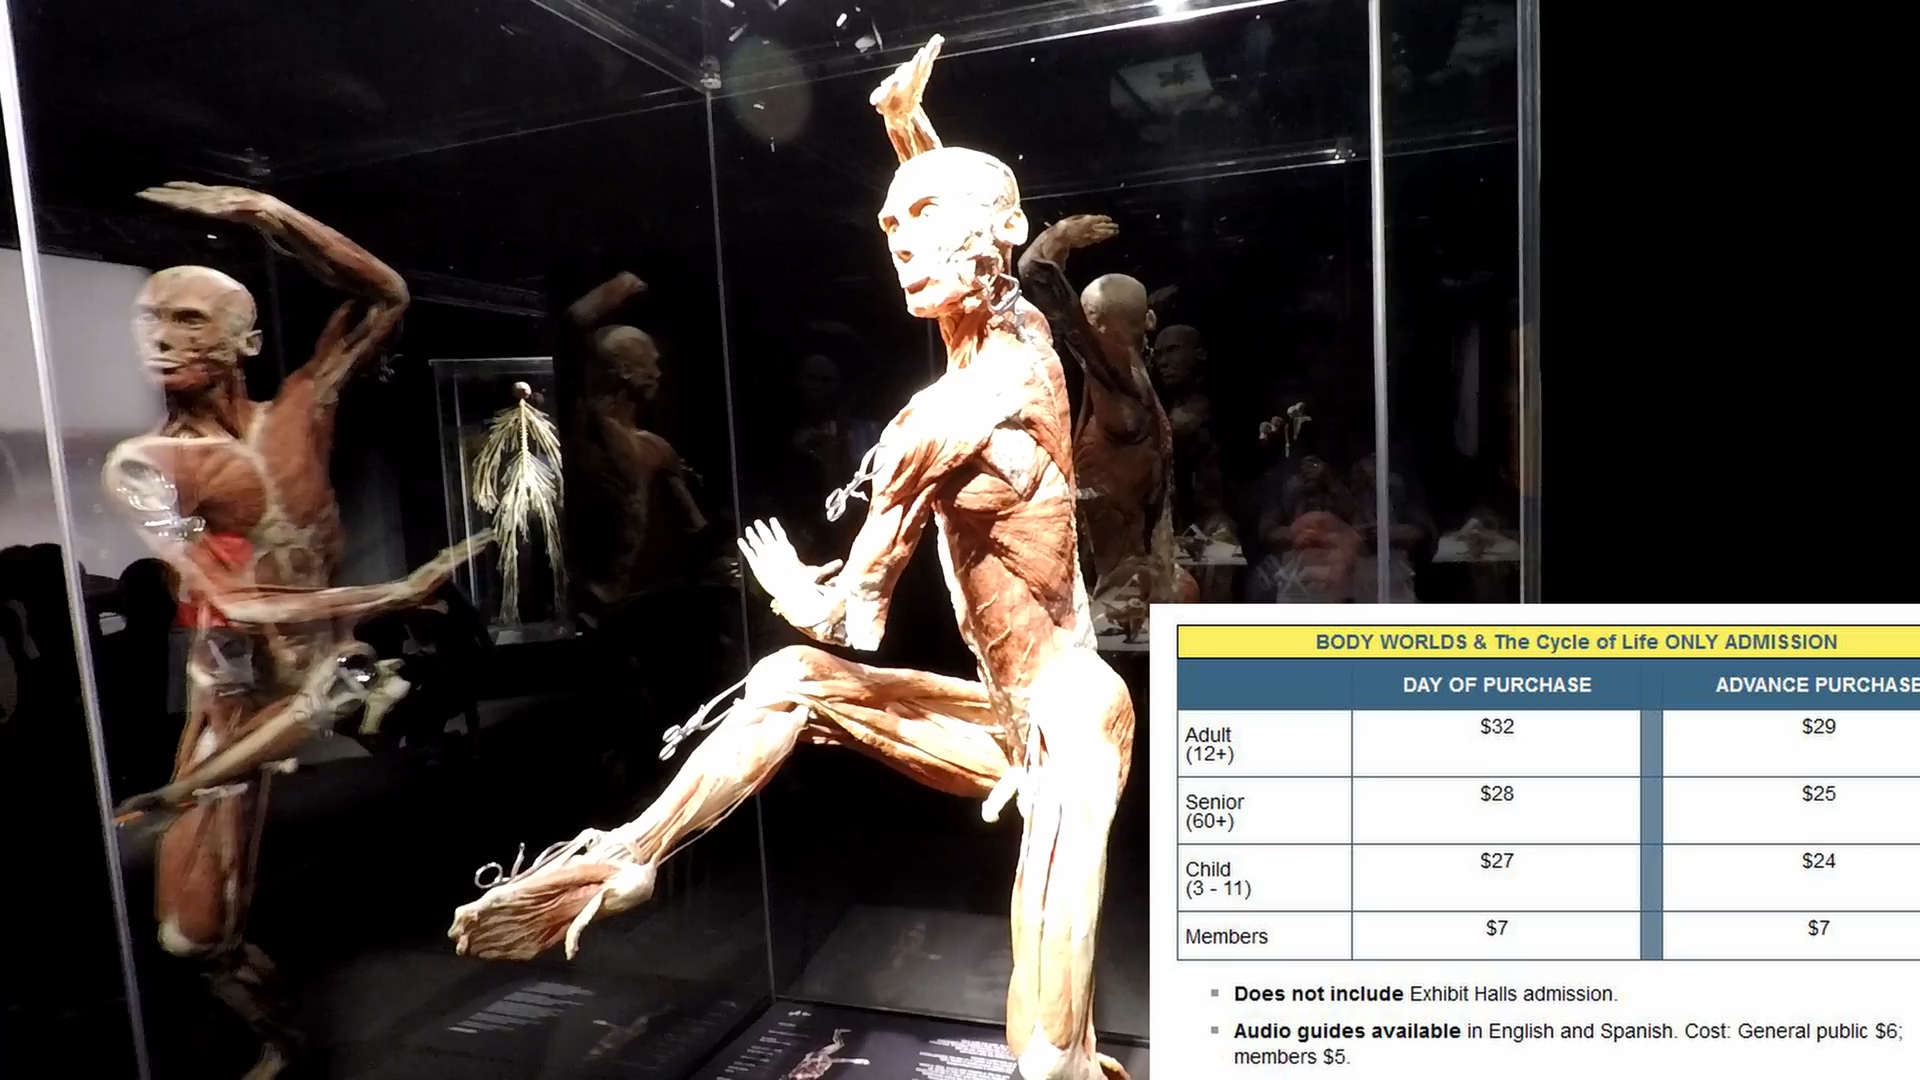 BODY WORLDS & The Cycle of Life ONLY ADMISSION
DAY OF PURCHASE ADVANCE PURCHASE
Adult (12+) $32 $29
Senior (60+) $28 $25
Child (3 - 11) $27 $24
Members $7 $7
Does not include Exhibit Halls admission.
Audio guides available in English and Spanish. Cost: General public $6;
members $5.